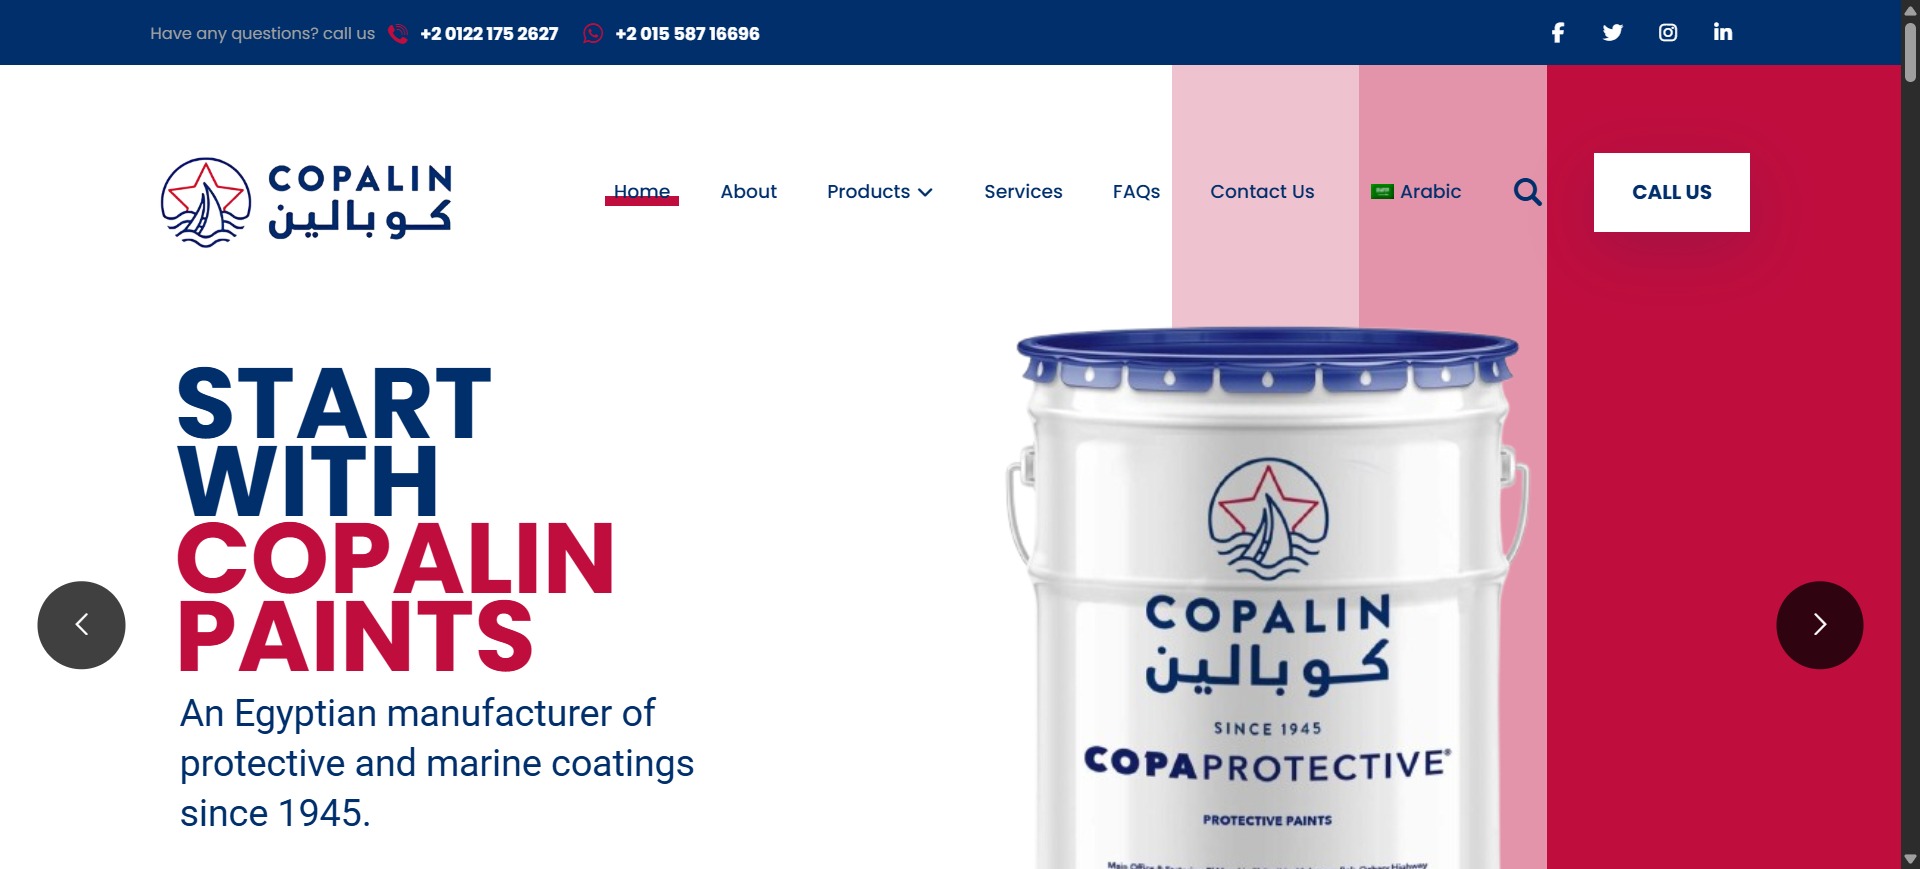 Have any questions? call us +2 0122 175 2627 +2 015 587 16696
COPALIN
كوبالين
Home About Products Services FAQs Contact Us Arabic
CALL US
START
WITH
COPALIN
PAINTS
An Egyptian manufacturer of
protective and marine coatings
since 1945.
COPALIN
كوبالين
SINCE 1945
COPAPROTECTIVE®
PROTECTIVE PAINTS